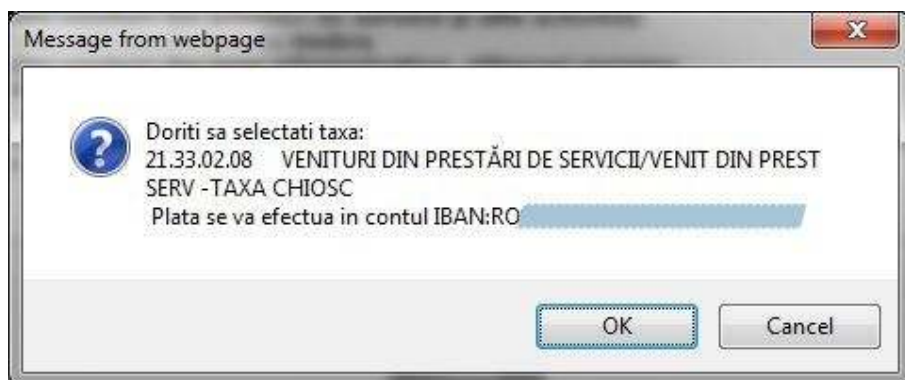 Message from webpage
Doriti sa selectati taxa:
21.33.02.08 VENITURI DIN PRESTĂRI DE SERVICII/VENIT DIN PREST
SERV -TAXA CHIOSC
Plata se va efectua in contul IBAN:RO
OK
Cancel